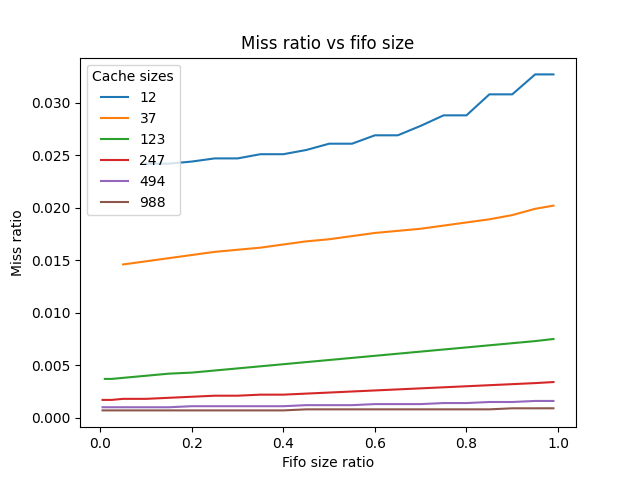 Miss ratio vs fifo size
Cache sizes
12
37
123
247
494
988
Miss ratio
0.030
0.025
0.020
0.015
0.010
0.005
0.000
0.0 0.2 0.4 0.6 0.8 1.0
Fifo size ratio